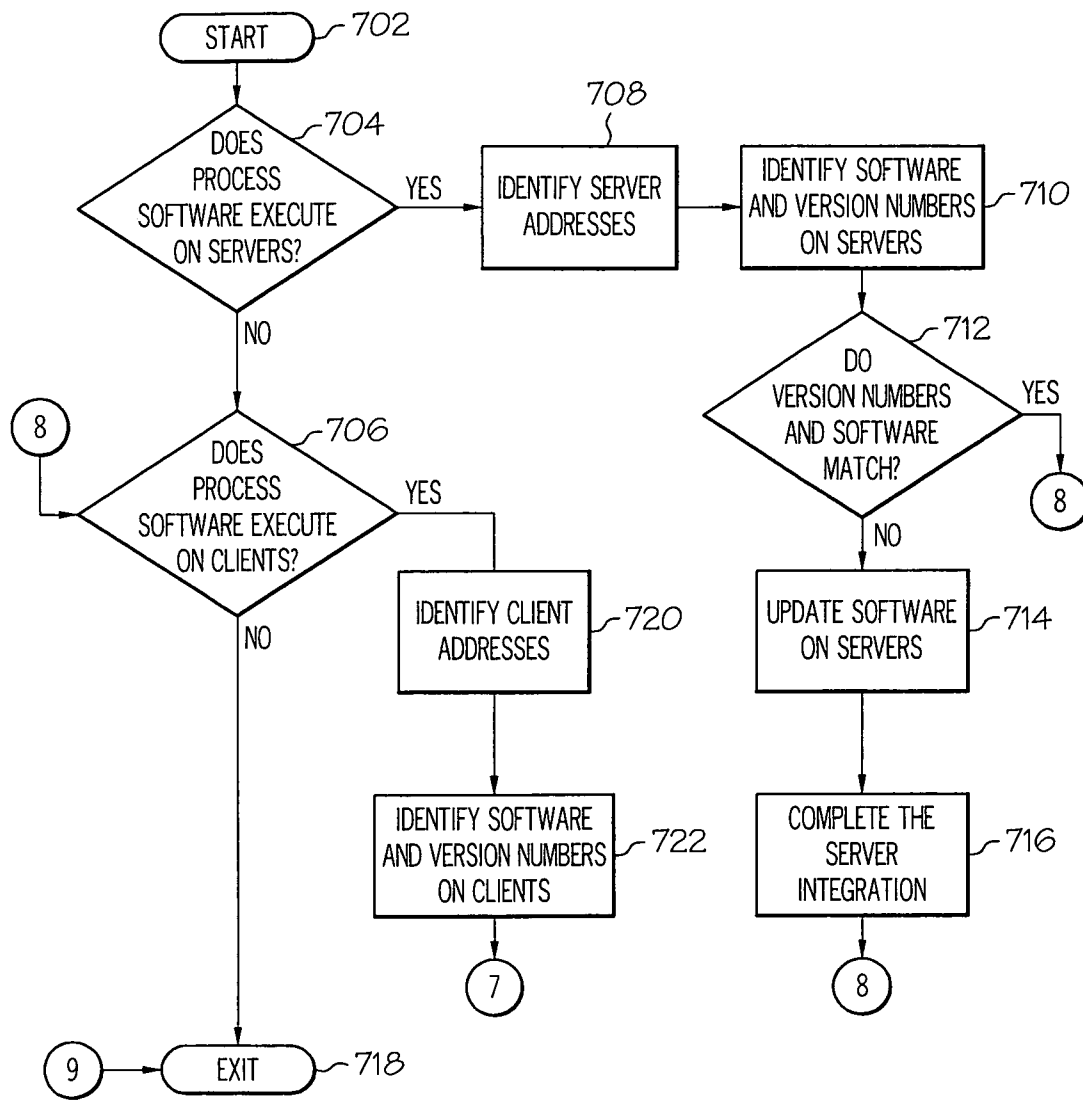 START
702
DOES
PROCESS
SOFTWARE EXECUTE
ON SERVERS?
704
YES
NO
708
IDENTIFY SERVER
ADDRESSES
IDENTIFY SOFTWARE
AND VERSION NUMBERS
ON SERVERS
710
DO
VERSION NUMBERS
AND SOFTWARE
MATCH?
712
YES
8
NO
8
DOES
PROCESS
SOFTWARE EXECUTE
ON CLIENTS?
706
YES
NO
IDENTIFY CLIENT
ADDRESSES
720
UPDATE SOFTWARE
ON SERVERS
714
IDENTIFY SOFTWARE
AND VERSION NUMBERS
ON CLIENTS
722
COMPLETE THE
SERVER
INTEGRATION
716
7
8
9
EXIT
718